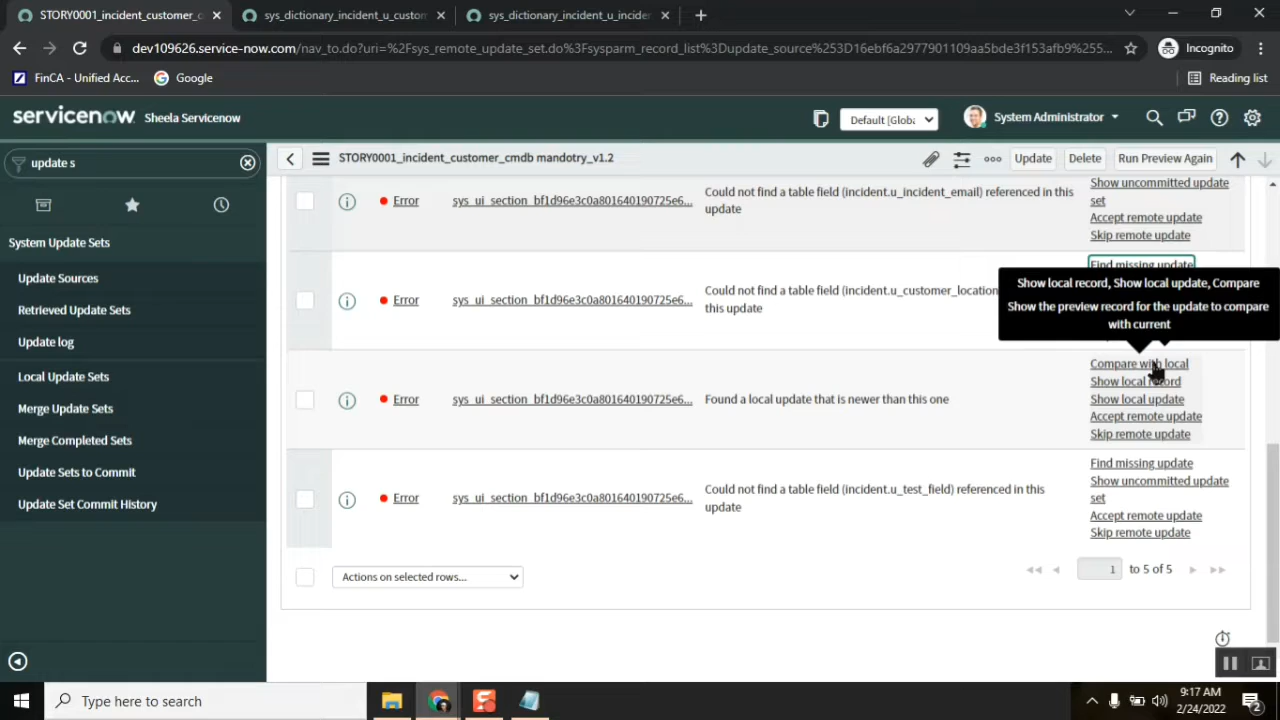 STORY0001_incident_customer_c
sys_dictionary_incident_u_custom
sys_dictionary_incident_u_incide
dev109626.service-now.com/nav_to.do?uri=%2Fsys_remote_update_set.do%3Fsysparm_record_list%3Dupdate_source%253D16ebf6a2977901109aa5bde3f153afb9%255...
Incognito
FinCA - Unified Acc...
Google
Reading list
servicenow
Sheela Servicenow
Default [Globa
System Administrator
update s
STORY0001_incident_customer_cmdb mandotry_v1.2
Update
Delete
Run Preview Again
System Update Sets
Update Sources
Retrieved Update Sets
Update log
Local Update Sets
Merge Update Sets
Merge Completed Sets
Update Sets to Commit
Update Set Commit History
Error
sys_ui_section_bf1d96e3c0a801640190725e6...
Could not find a table field (incident.u_incident_email) referenced in this
update
Show uncommitted update
set
Accept remote update
Skip remote update
Find missing update
Error
sys_ui_section_bf1d96e3c0a801640190725e6...
Could not find a table field (incident.u_customer_location
this update
Show local record, Show local update, Compare
Show the preview record for the update to compare
with current
Error
sys_ui_section_bf1d96e3c0a801640190725e6...
Found a local update that is newer than this one
Compare with local
Show local record
Show local update
Accept remote update
Skip remote update
Error
sys_ui_section_bf1d96e3c0a801640190725e6...
Could not find a table field (incident.u_test_field) referenced in this
update
Find missing update
Show uncommitted update
set
Accept remote update
Skip remote update
Actions on selected rows...
1 to 5 of 5
Type here to search
9:17 AM
2/24/2022
2